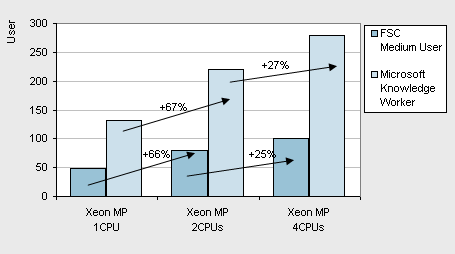 User
300
250
200
150
100
50
0
+67%
+27%
+66%
+25%
Xeon MP
1CPU
Xeon MP
2CPUs
Xeon MP
4CPUs
FSC
Medium User
Microsoft
Knowledge
Worker